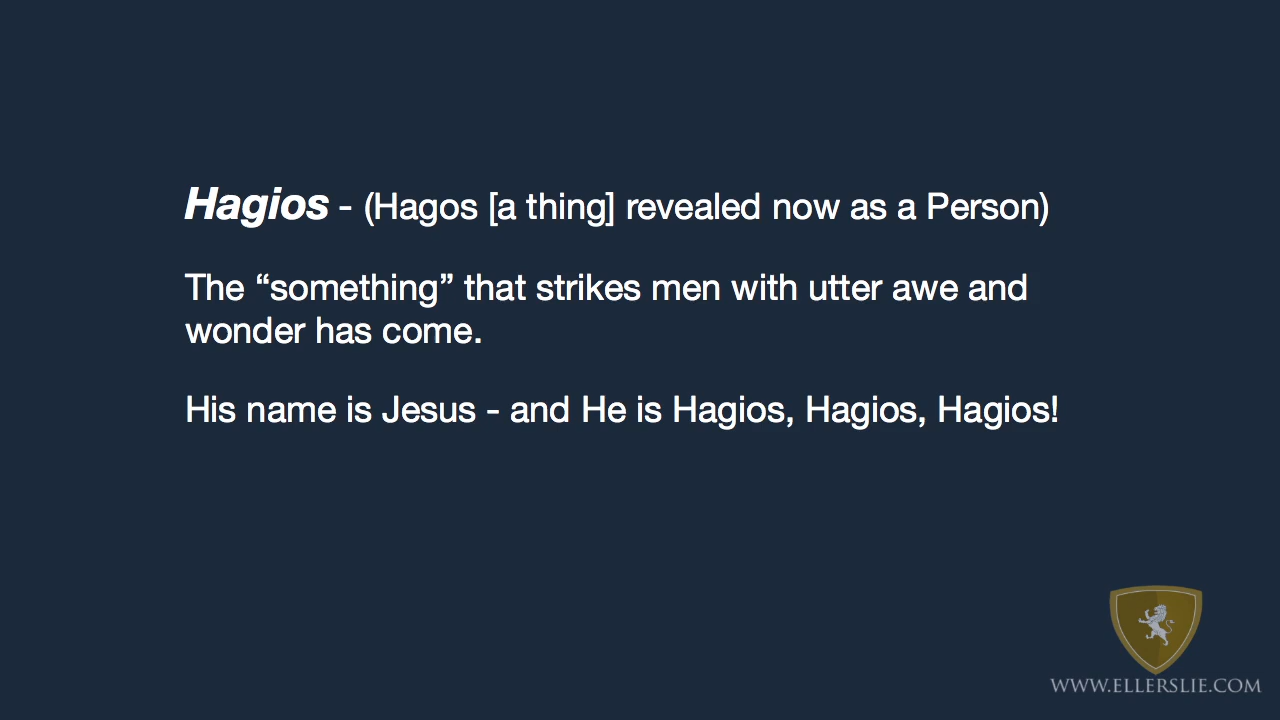 Hagios - (Hagos [a thing] revealed now as a Person)
The “something” that strikes men with utter awe and
wonder has come.
His name is Jesus - and He is Hagios, Hagios, Hagios!
WWW.ELLERSLIE.COM